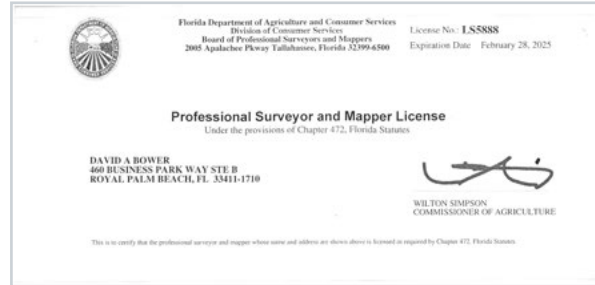 Florida Department of Agriculture and Consumer Services
Division of Consumer Services
Board of Professional Surveyors and Mappers
2005 Apalachee Pkway Tallahassee, Florida 32399-6500
License No.: LS5888
Expiration Date February 28, 2025
Professional Surveyor and Mapper License
Under the provisions of Chapter 472, Florida Statutes
DAVID A BOWER
460 BUSINESS PARK WAY STE B
ROYAL PALM BEACH, FL 33411-1710
WILTON SIMPSON
COMMISSIONER OF AGRICULTURE
This is to certify that the professional surveyor and mapper whose name and address are shown above is licensed as required by Chapter 472, Florida Statutes.